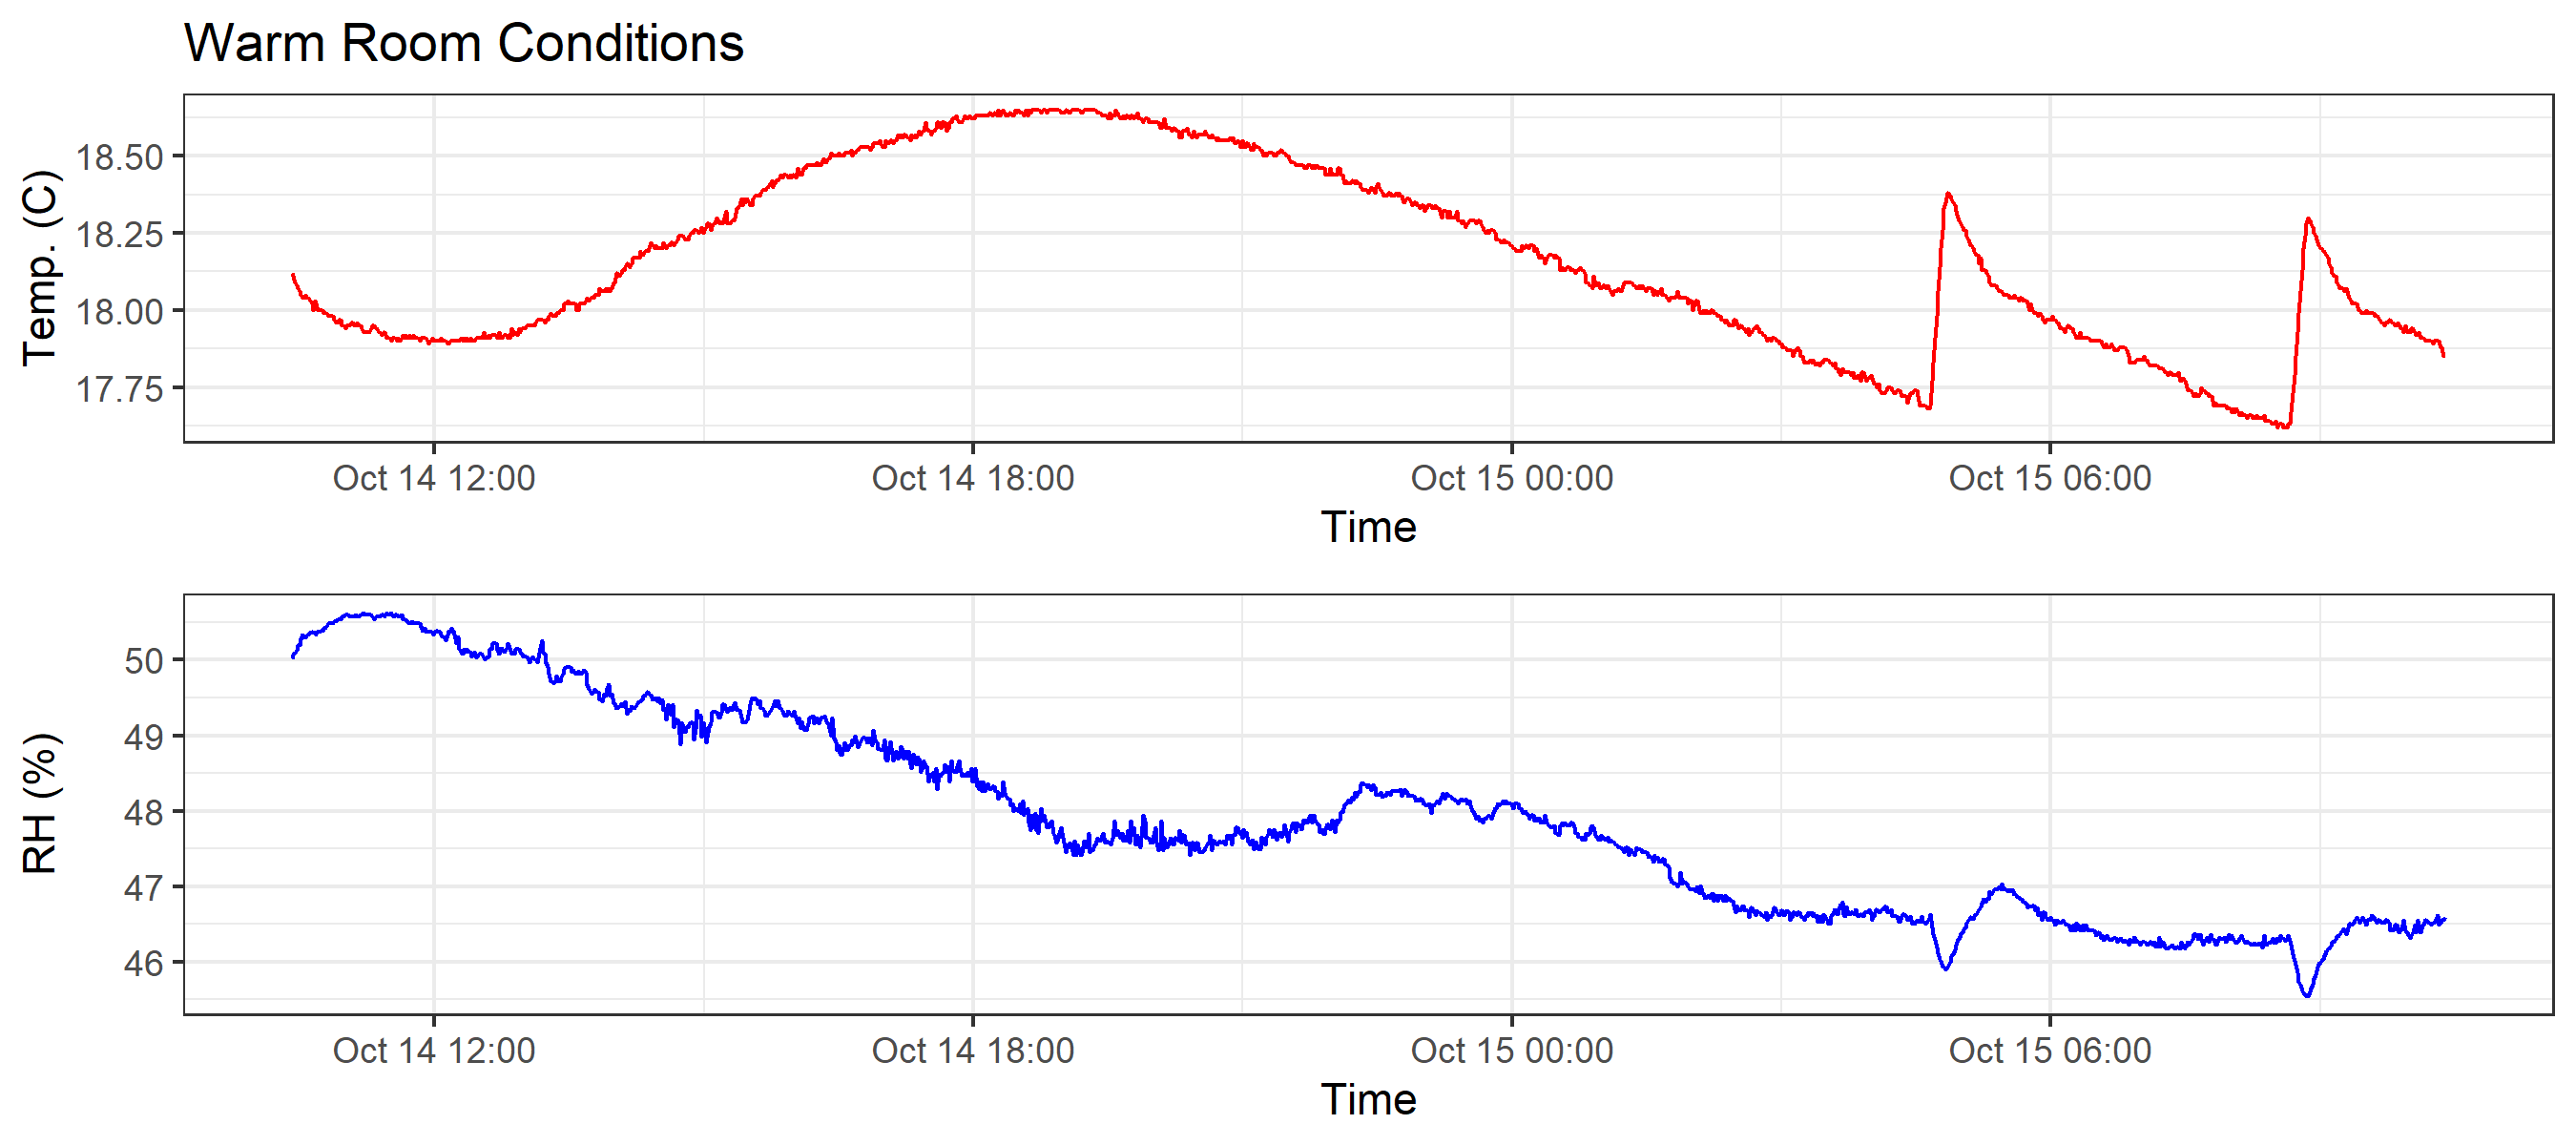 Warm Room Conditions
Temp. (C)
18.50
18.25
18.00
17.75
Oct 14 12:00 Oct 14 18:00 Oct 15 00:00 Oct 15 06:00
Time
RH (%)
50
49
48
47
46
Oct 14 12:00 Oct 14 18:00 Oct 15 00:00 Oct 15 06:00
Time